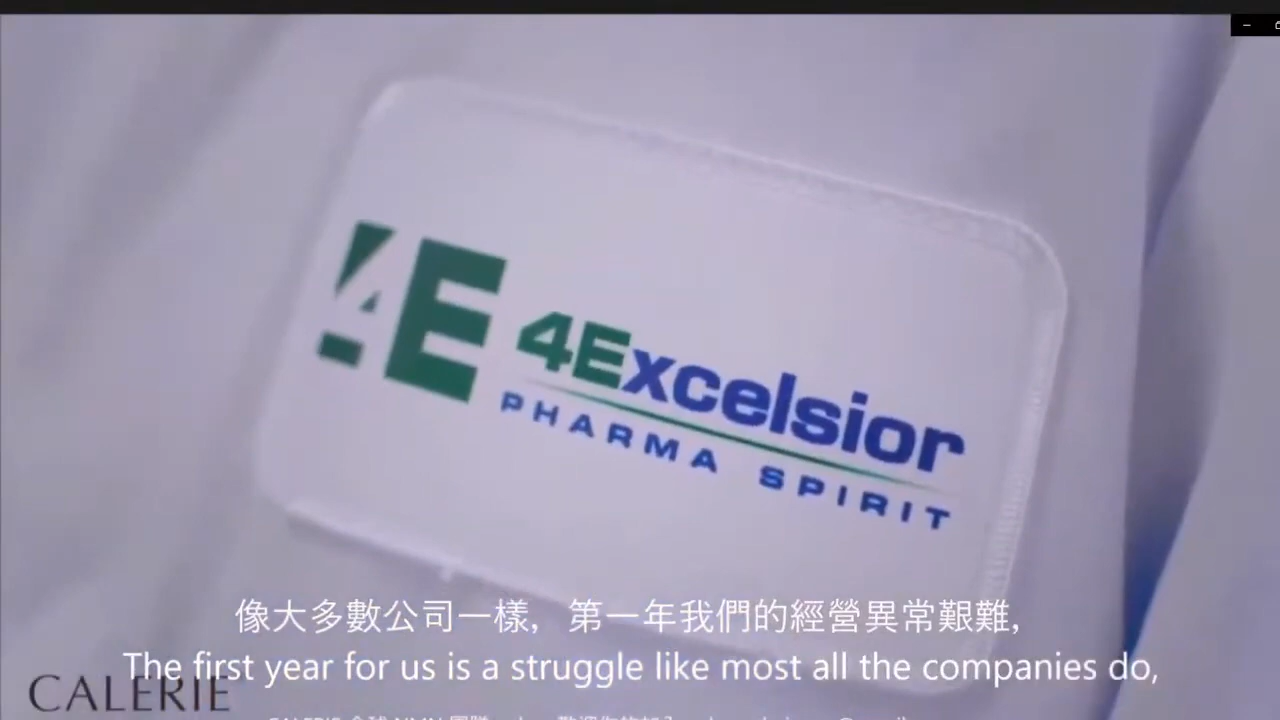 4E
4Excelsior
PHARMA SPIRIT
像大多數公司一樣, 第一年我們的經營異常艱難,
The first year for us is a struggle like most all the companies do,
CALERIE